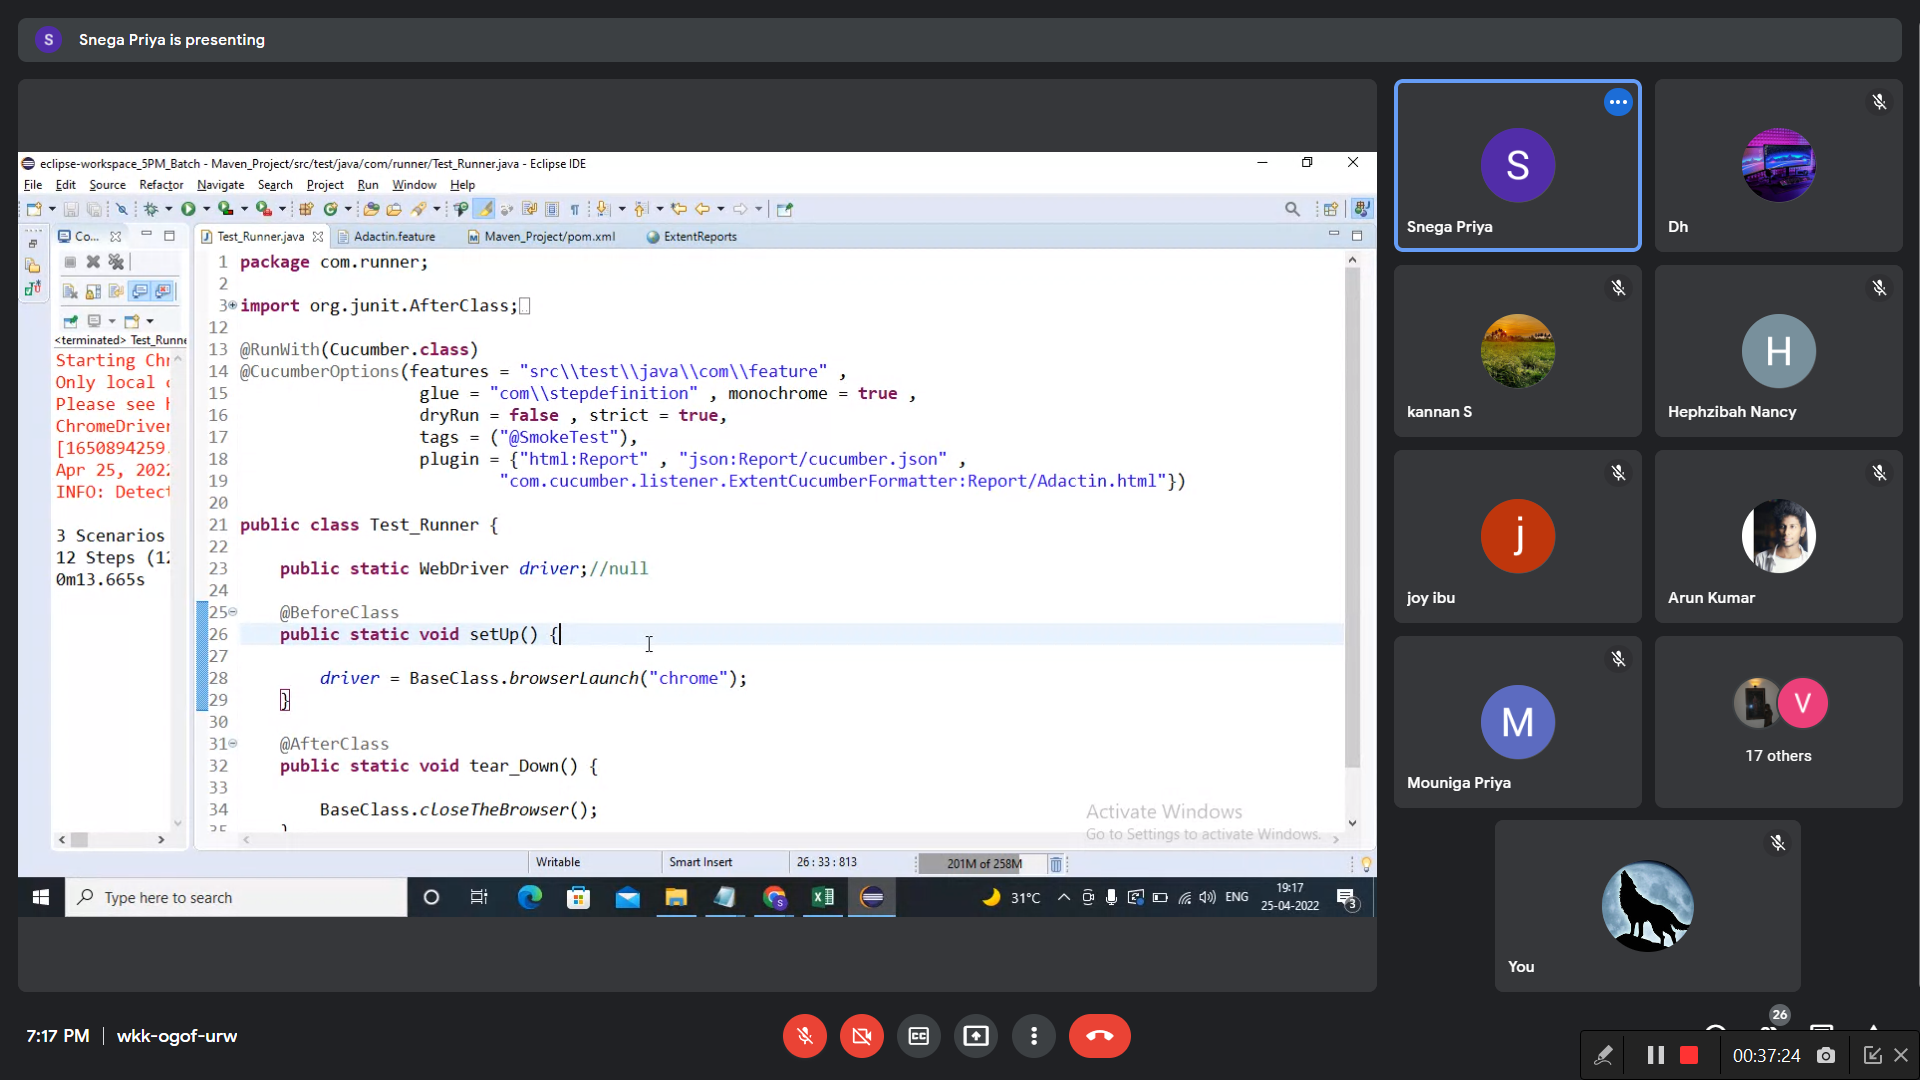 S Snega Priya is presenting
eclipse-workspace_5PM_Batch - Maven_Project/src/test/java/com/runner/Test_Runner.java - Eclipse IDE
File Edit Source Refactor Navigate Search Project Run Window Help
Co... Test_Runner.java Adactin.feature Maven_Project/pom.xml ExtentReports
<terminated> Test_Runne
Starting Chr
Only local c
Please see h
ChromeDriver
[1650894259.
Apr 25, 2022
INFO: Detect
3 Scenarios
12 Steps (12
0m13.665s
1 package com.runner;
2
3 import org.junit.AfterClass;
12
13 @RunWith(Cucumber.class)
14 @CucumberOptions(features = "src\\test\\java\\com\\feature" ,
15 glue = "com\\stepdefinition" , monochrome = true ,
16 dryRun = false , strict = true,
17 tags = ("@SmokeTest"),
18 plugin = {"html:Report" , "json:Report/cucumber.json" ,
19 "com.cucumber.listener.ExtentCucumberFormatter:Report/Adactin.html"})
20
21 public class Test_Runner {
22
23 public static WebDriver driver;//null
24
25 @BeforeClass
26 public static void setUp() {
27
28 driver = BaseClass.browserLaunch("chrome");
29 }
30
31 @AfterClass
32 public static void tear_Down() {
33
34 BaseClass.closeTheBrowser();
35 }
Activate Windows
Go to Settings to activate Windows.
Writable Smart Insert 26 : 33 : 813 201M of 258M
Type here to search
31°C ENG
19:17
25-04-2022
3
S
Snega Priya
Dh
kannan S
H
Hephzibah Nancy
j
joy ibu
Arun Kumar
M
Mouniga Priya
V
17 others
You
7:17 PM wkk-ogof-urw
26
00:37:24